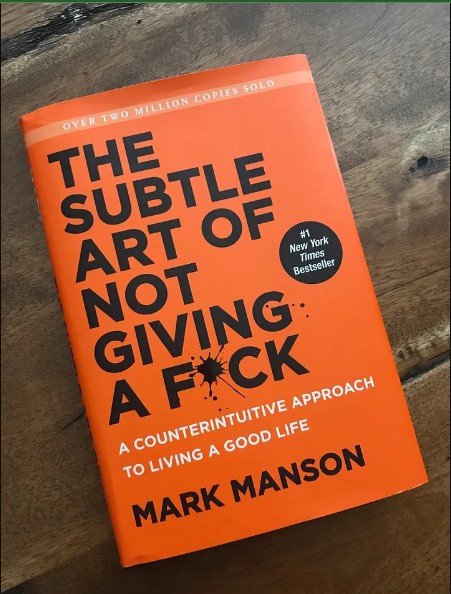 OVER TWO MILLION COPIES SOLD
THE
SUBTLE
ART OF
NOT
GIVING
A F*CK
#1
New York
Times
Bestseller
A COUNTERINTUITIVE APPROACH
TO LIVING A GOOD LIFE
MARK MANSON